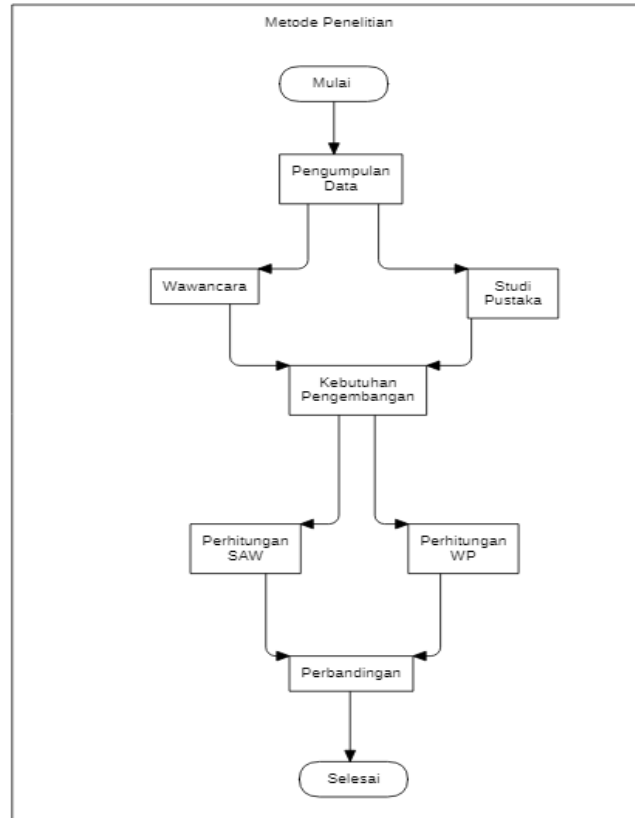 Metode Penelitian
Mulai
Pengumpulan
Data
Wawancara
Studi
Pustaka
Kebutuhan
Pengembangan
Perhitungan
SAW
Perhitungan
WP
Perbandingan
Selesai